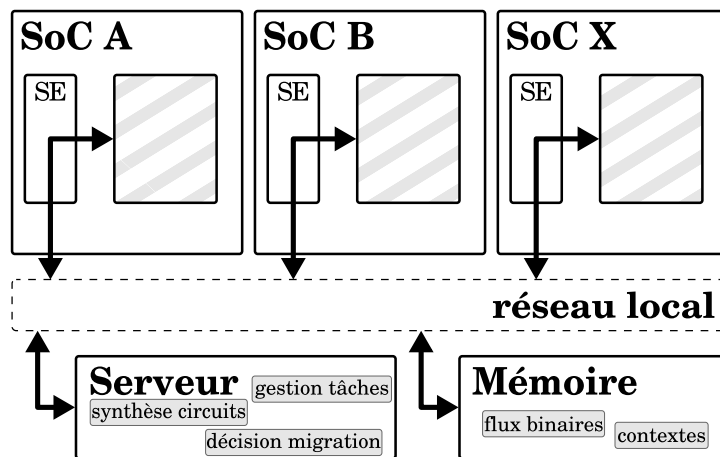 SoC A
SoC B
SoC X
SE
SE
SE
réseau local
Serveur
gestion tâches
synthèse circuits
décision migration
Mémoire
flux binaires
contextes